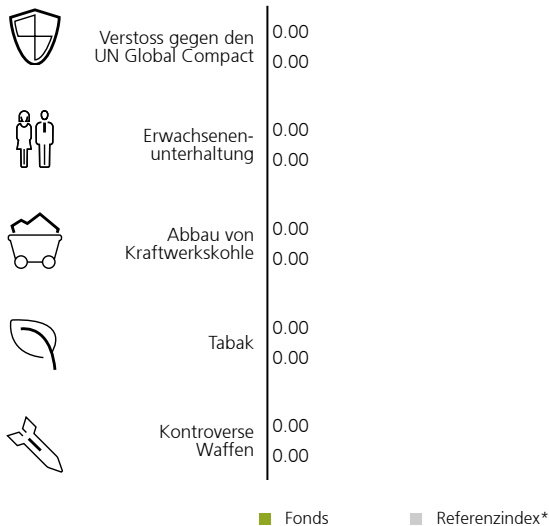 Verstoss gegen den
UN Global Compact
0.00
0.00
Erwachsenen-
unterhaltung
0.00
0.00
Abbau von
Kraftwerkskohle
0.00
0.00
Tabak
0.00
0.00
Kontroverse
Waffen
0.00
0.00
Fonds
Referenzindex*